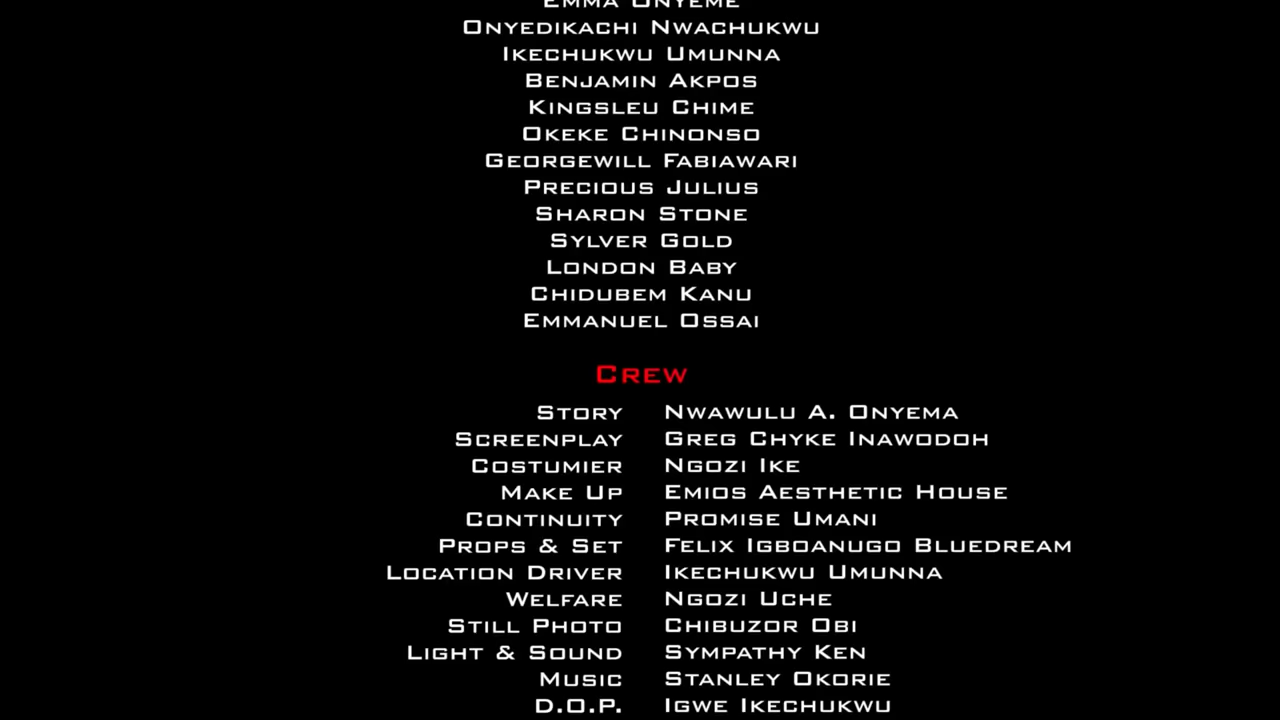 Emma Onyeme
Onyedikachi Nwachukwu
Ikechukwu Umunna
Benjamin Akpos
Kingsleu Chime
Okeke Chinonso
Georgewill Fabiawari
Precious Julius
Sharon Stone
Sylver Gold
London Baby
Chidubem Kanu
Emmanuel Ossai
Crew
Story Nwawulu A. Onyema
Screenplay Greg Chyke Inawodoh
Costumier Ngozi Ike
Make Up Emios Aesthetic House
Continuity Promise Umani
Props & Set Felix Igboanugo Bluedream
Location Driver Ikechukwu Umunna
Welfare Ngozi Uche
Still Photo Chibuzor Obi
Light & Sound Sympathy Ken
Music Stanley Okorie
D.O.P. Igwe Ikechukwu